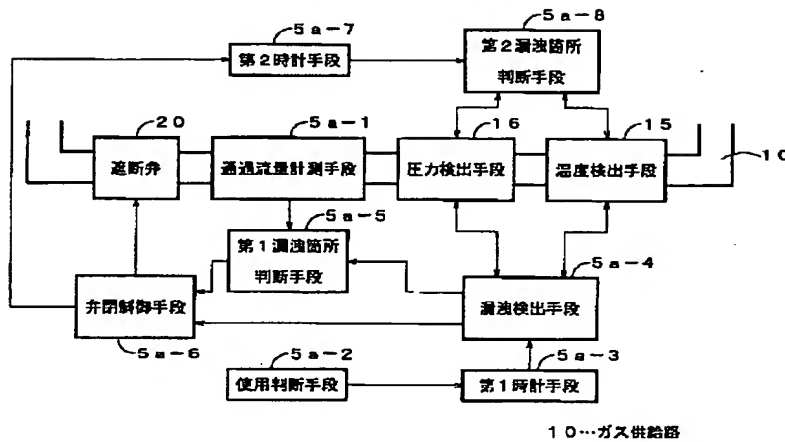 5a-7
第2時計手段
5a-8
第2漏洩箇所
判断手段
20
遮断弁
5a-1
通過流量計測手段
16
圧力検出手段
15
温度検出手段
10
5a-5
第1漏洩箇所
判断手段
5a-4
漏洩検出手段
弁閉制御手段
5a-6
5a-2
使用判断手段
5a-3
第1時計手段
10…ガス供給路